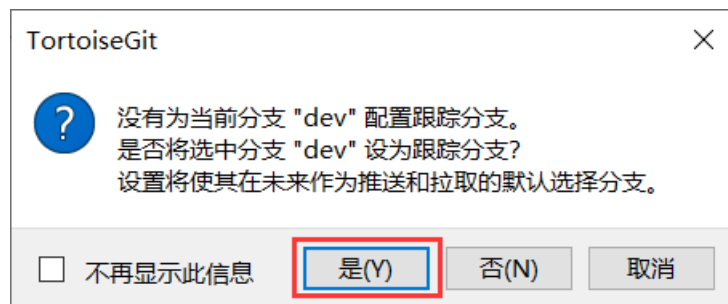 TortoiseGit
没有为当前分支 "dev" 配置跟踪分支。
是否将选中分支 "dev" 设为跟踪分支?
设置将使其在未来作为推送和拉取的默认选择分支。
不再显示此信息 是(Y) 否(N) 取消